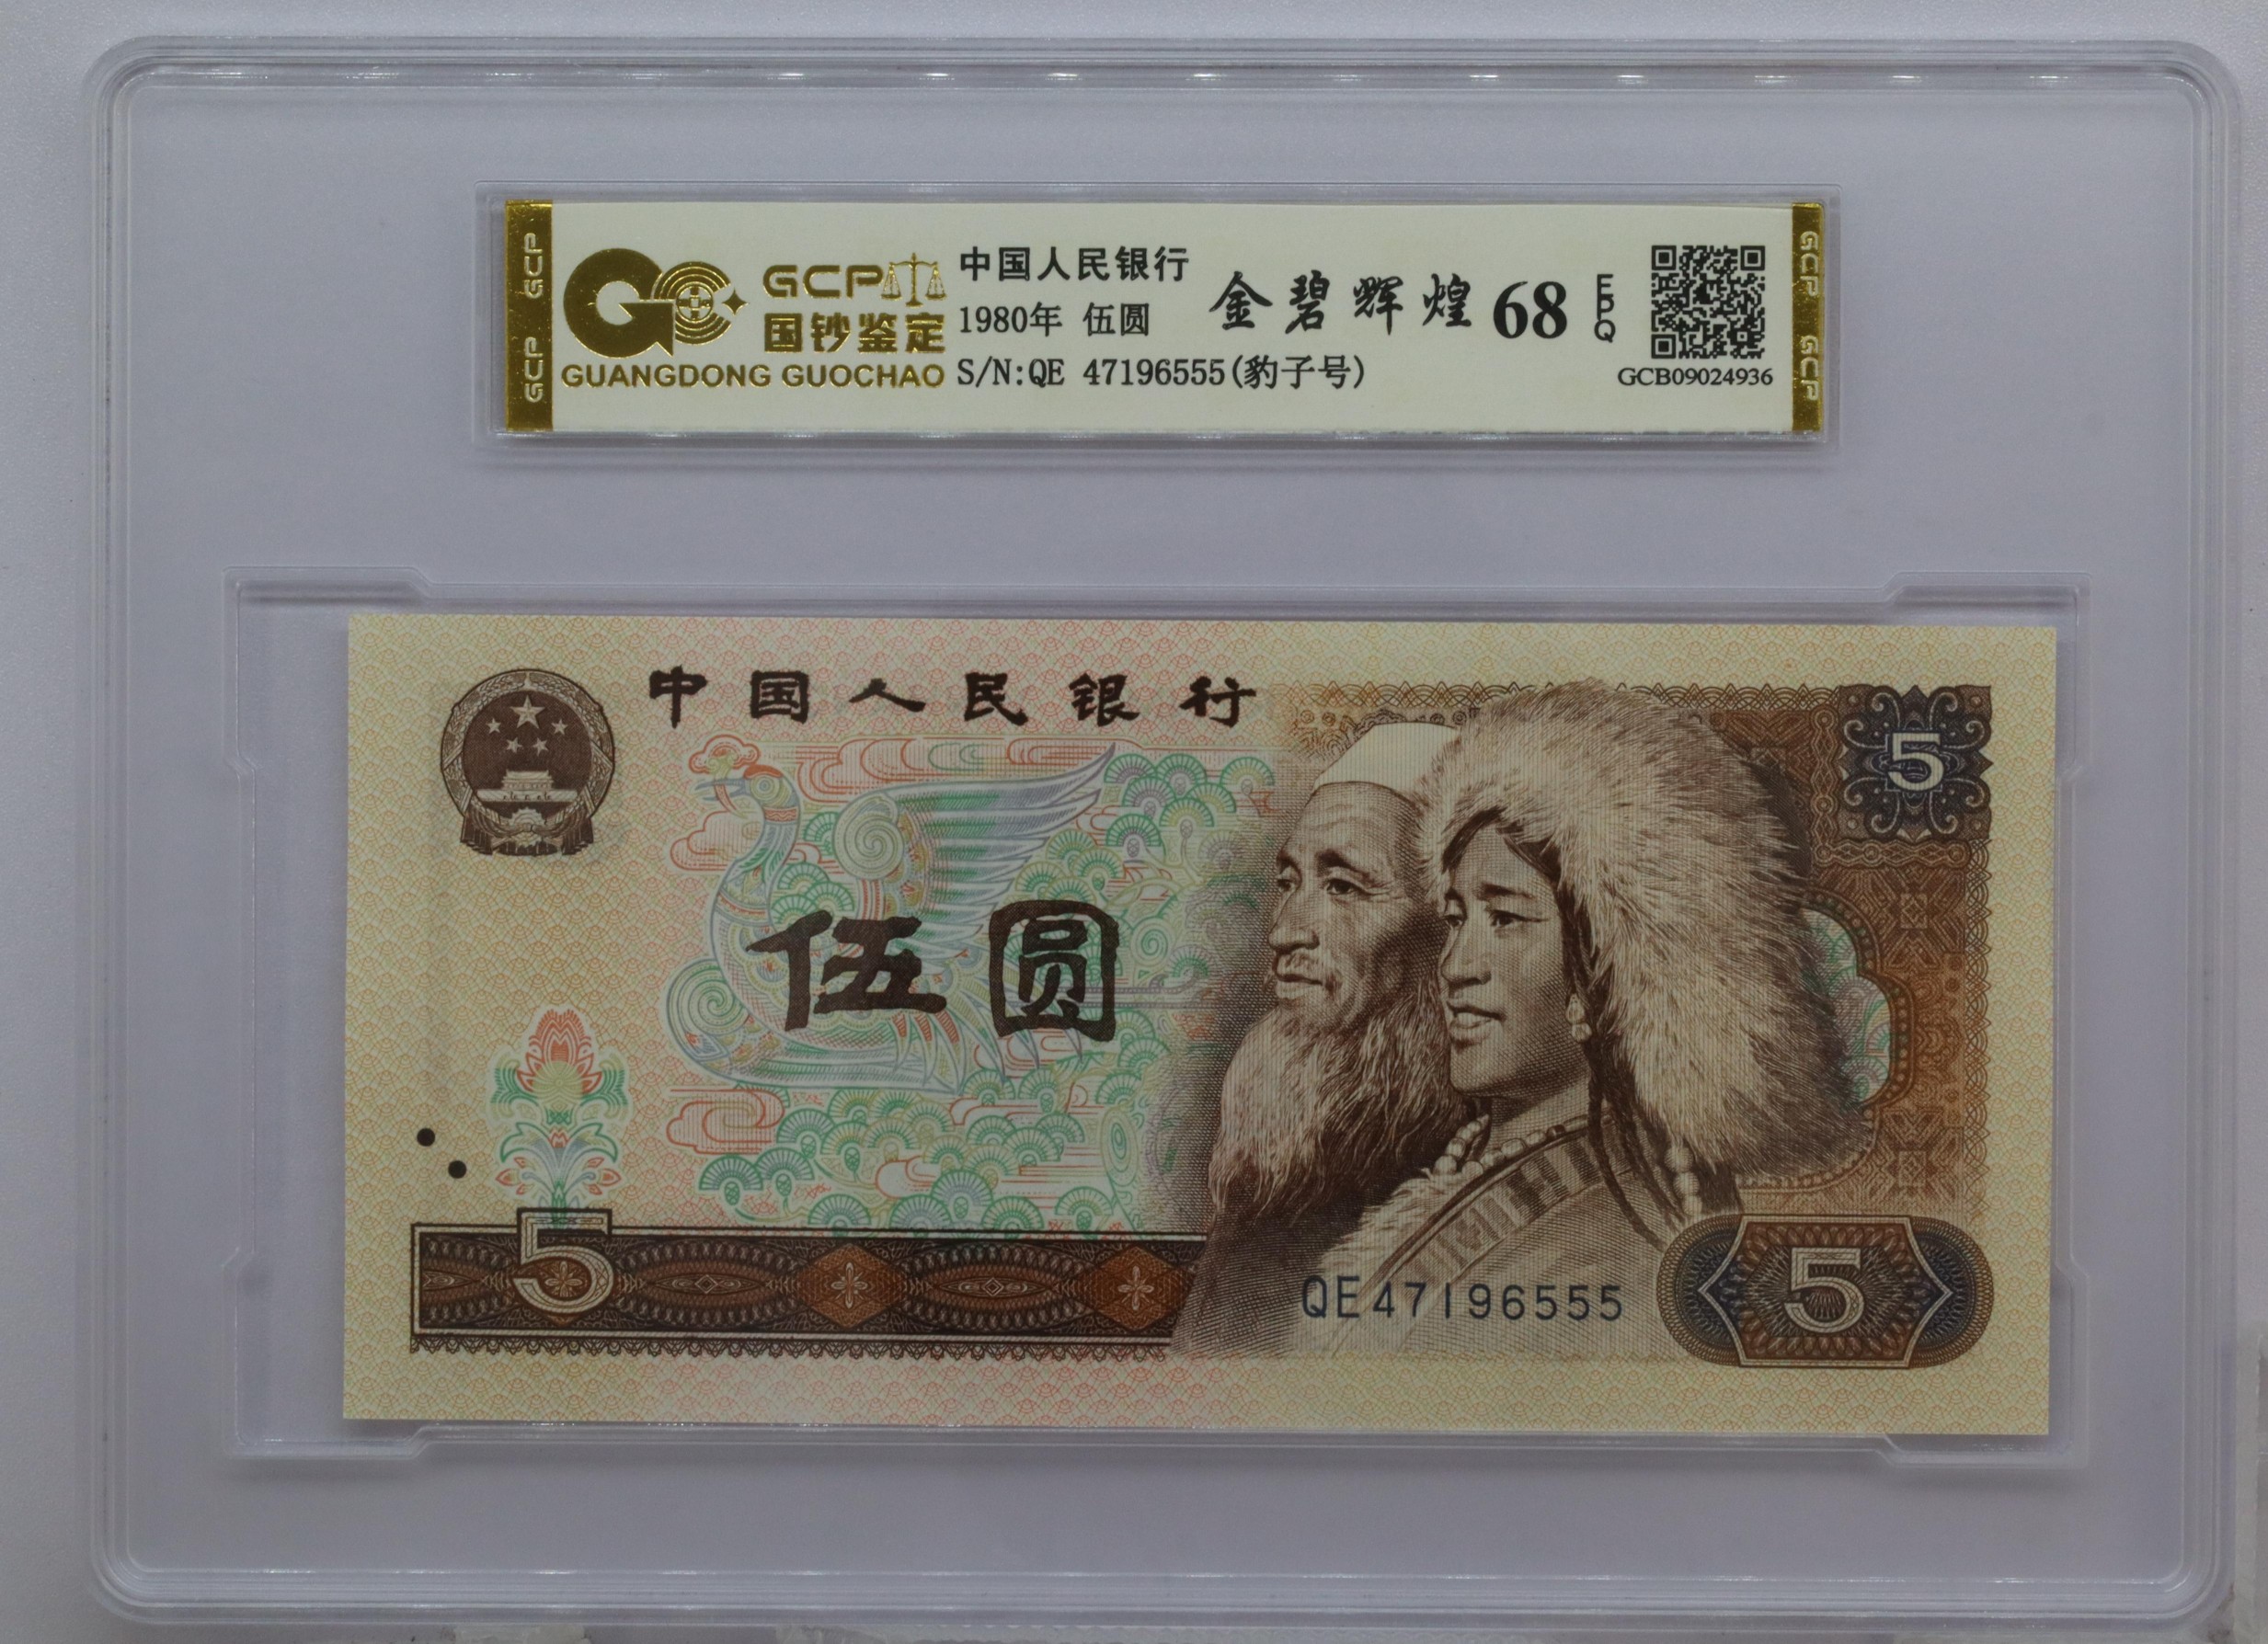 GCP GCP
GCP
国钞鉴定
GUANGDONG GUOCHAO
中国人民银行
1980年 伍圆
S/N:QE 47196555(豹子号)
金碧辉煌 68 EPQ
GCB09024936
GCP GCP
中国人民银行
5
伍圆
5
QE47196555
5